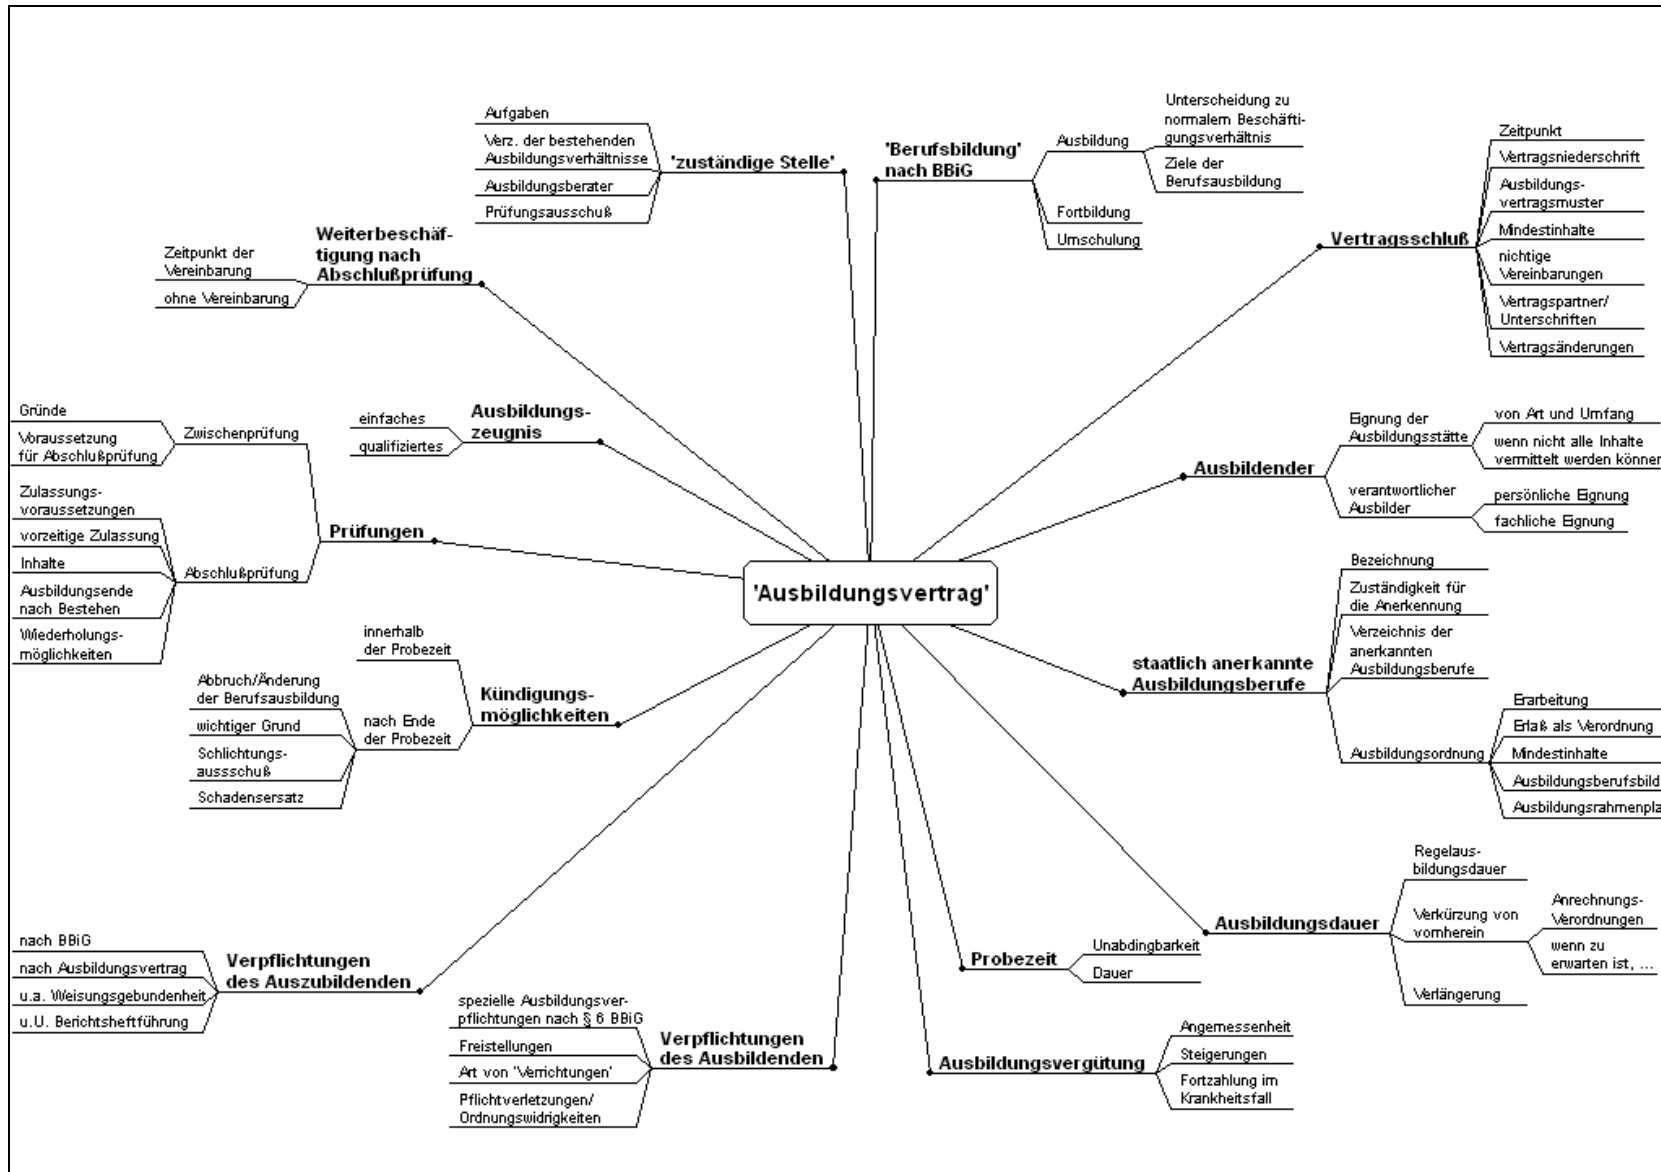 'Ausbildungsvertrag'
'Berufsbildung'
nach BBiG
Ausbildung
Unterscheidung zu
normalem Beschäfti-
gungsverhältnis
Ziele der
Berufsausbildung
Fortbildung
Umschulung
Vertragsschluß
Zeitpunkt
Vertragsniederschrift
Ausbildungs-
vertragsmuster
Mindestinhalte
nichtige
Vereinbarungen
Vertragspartner/
Unterschriften
Vertragsänderungen
Ausbildender
Eignung der
Ausbildungsstätte
von Art und Umfang
wenn nicht alle Inhalte
vermittelt werden könner
verantwortlicher
Ausbilder
persönliche Eignung
fachliche Eignung
staatlich anerkannte
Ausbildungsberufe
Bezeichnung
Zuständigkeit für
die Anerkennung
Verzeichnis der
anerkannten
Ausbildungsberufe
Ausbildungsordnung
Erarbeitung
Erlaß als Verordnung
Mindestinhalte
Ausbildungsberufsbild
Ausbildungsrahmenpla
Ausbildungsdauer
Regelaus-
bildungsdauer
Verkürzung von
vornherein
Anrechnungs-
Verordnungen
wenn zu
erwarten ist, ...
Verlängerung
Probezeit
Unabdingbarkeit
Dauer
Ausbildungsvergütung
Angemessenheit
Steigerungen
Fortzahlung im
Krankheitsfall
Verpflichtungen
des Ausbildenden
spezielle Ausbildungsver-
pflichtungen nach § 6 BBiG
Freistellungen
Art von 'Verrichtungen'
Pflichtverletzungen/
Ordnungswidrigkeiten
Verpflichtungen
des Auszubildenden
nach BBiG
nach Ausbildungsvertrag
u.a. Weisungsgebundenheit
u.U. Berichtsheftführung
Kündigungs-
möglichkeiten
innerhalb
der Probezeit
nach Ende
der Probezeit
Abbruch/Änderung
der Berufsausbildung
wichtiger Grund
Schlichtungs-
aussschuß
Schadensersatz
Prüfungen
Zwischenprüfung
Gründe
Voraussetzung
für Abschlußprüfung
Abschlußprüfung
Zulassungs-
voraussetzungen
vorzeitige Zulassung
Inhalte
Ausbildungsende
nach Bestehen
Wiederholungs-
möglichkeiten
Ausbildungs-
zeugnis
einfaches
qualifiziertes
Weiterbeschäf-
tigung nach
Abschlußprüfung
Zeitpunkt der
Vereinbarung
ohne Vereinbarung
'zuständige Stelle'
Aufgaben
Verz. der bestehenden
Ausbildungsverhältnisse
Ausbildungsberater
Prüfungsausschuß